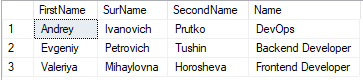 FirstName SurName SecondName Name
1 Andrey Ivanovich Prutko DevOps
2 Evgeniy Petrovich Tushin Backend Developer
3 Valeriya Mihaylovna Horosheva Frontend Developer